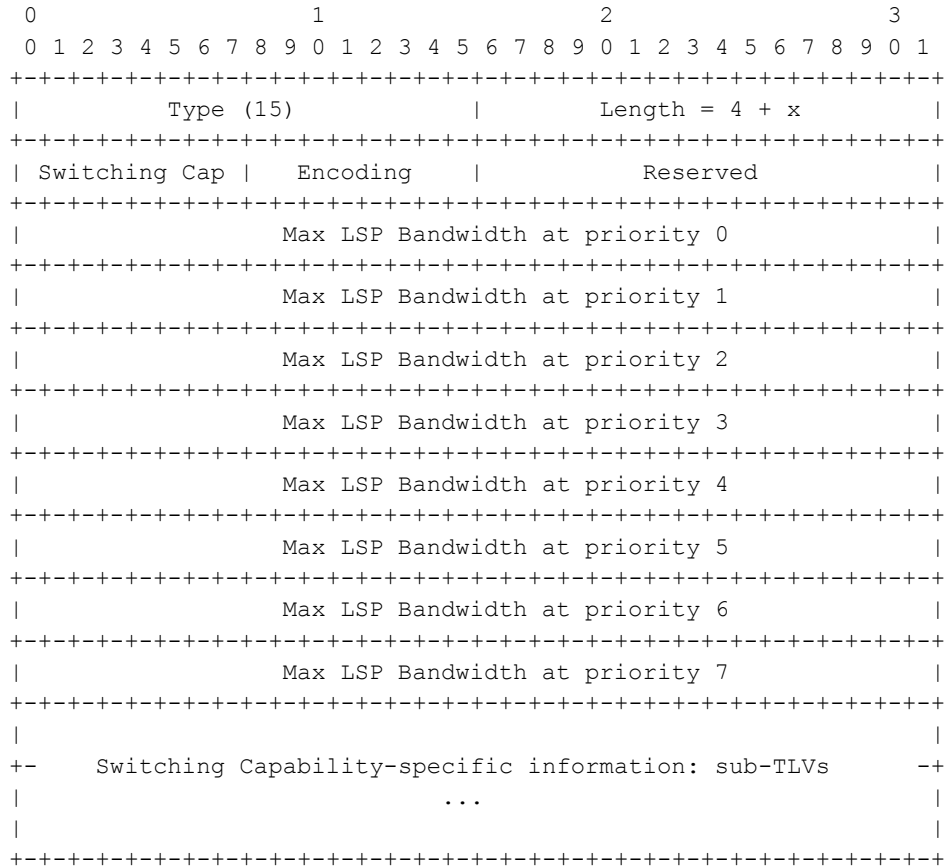 0                   1                   2                   3
 0 1 2 3 4 5 6 7 8 9 0 1 2 3 4 5 6 7 8 9 0 1 2 3 4 5 6 7 8 9 0 1
+-+-+-+-+-+-+-+-+-+-+-+-+-+-+-+-+-+-+-+-+-+-+-+-+-+-+-+-+-+-+-+-+
|          Type (15)            |        Length = 4 + x         |
+-+-+-+-+-+-+-+-+-+-+-+-+-+-+-+-+-+-+-+-+-+-+-+-+-+-+-+-+-+-+-+-+
| Switching Cap |   Encoding    |           Reserved            |
+-+-+-+-+-+-+-+-+-+-+-+-+-+-+-+-+-+-+-+-+-+-+-+-+-+-+-+-+-+-+-+-+
|                  Max LSP Bandwidth at priority 0              |
+-+-+-+-+-+-+-+-+-+-+-+-+-+-+-+-+-+-+-+-+-+-+-+-+-+-+-+-+-+-+-+-+
|                  Max LSP Bandwidth at priority 1              |
+-+-+-+-+-+-+-+-+-+-+-+-+-+-+-+-+-+-+-+-+-+-+-+-+-+-+-+-+-+-+-+-+
|                  Max LSP Bandwidth at priority 2              |
+-+-+-+-+-+-+-+-+-+-+-+-+-+-+-+-+-+-+-+-+-+-+-+-+-+-+-+-+-+-+-+-+
|                  Max LSP Bandwidth at priority 3              |
+-+-+-+-+-+-+-+-+-+-+-+-+-+-+-+-+-+-+-+-+-+-+-+-+-+-+-+-+-+-+-+-+
|                  Max LSP Bandwidth at priority 4              |
+-+-+-+-+-+-+-+-+-+-+-+-+-+-+-+-+-+-+-+-+-+-+-+-+-+-+-+-+-+-+-+-+
|                  Max LSP Bandwidth at priority 5              |
+-+-+-+-+-+-+-+-+-+-+-+-+-+-+-+-+-+-+-+-+-+-+-+-+-+-+-+-+-+-+-+-+
|                  Max LSP Bandwidth at priority 6              |
+-+-+-+-+-+-+-+-+-+-+-+-+-+-+-+-+-+-+-+-+-+-+-+-+-+-+-+-+-+-+-+-+
|                  Max LSP Bandwidth at priority 7              |
+-+-+-+-+-+-+-+-+-+-+-+-+-+-+-+-+-+-+-+-+-+-+-+-+-+-+-+-+-+-+-+-+
|                                                               |
+-    Switching Capability-specific information: sub-TLVs      -+
|                             ...                               |
|                                                               |
+-+-+-+-+-+-+-+-+-+-+-+-+-+-+-+-+-+-+-+-+-+-+-+-+-+-+-+-+-+-+-+-+